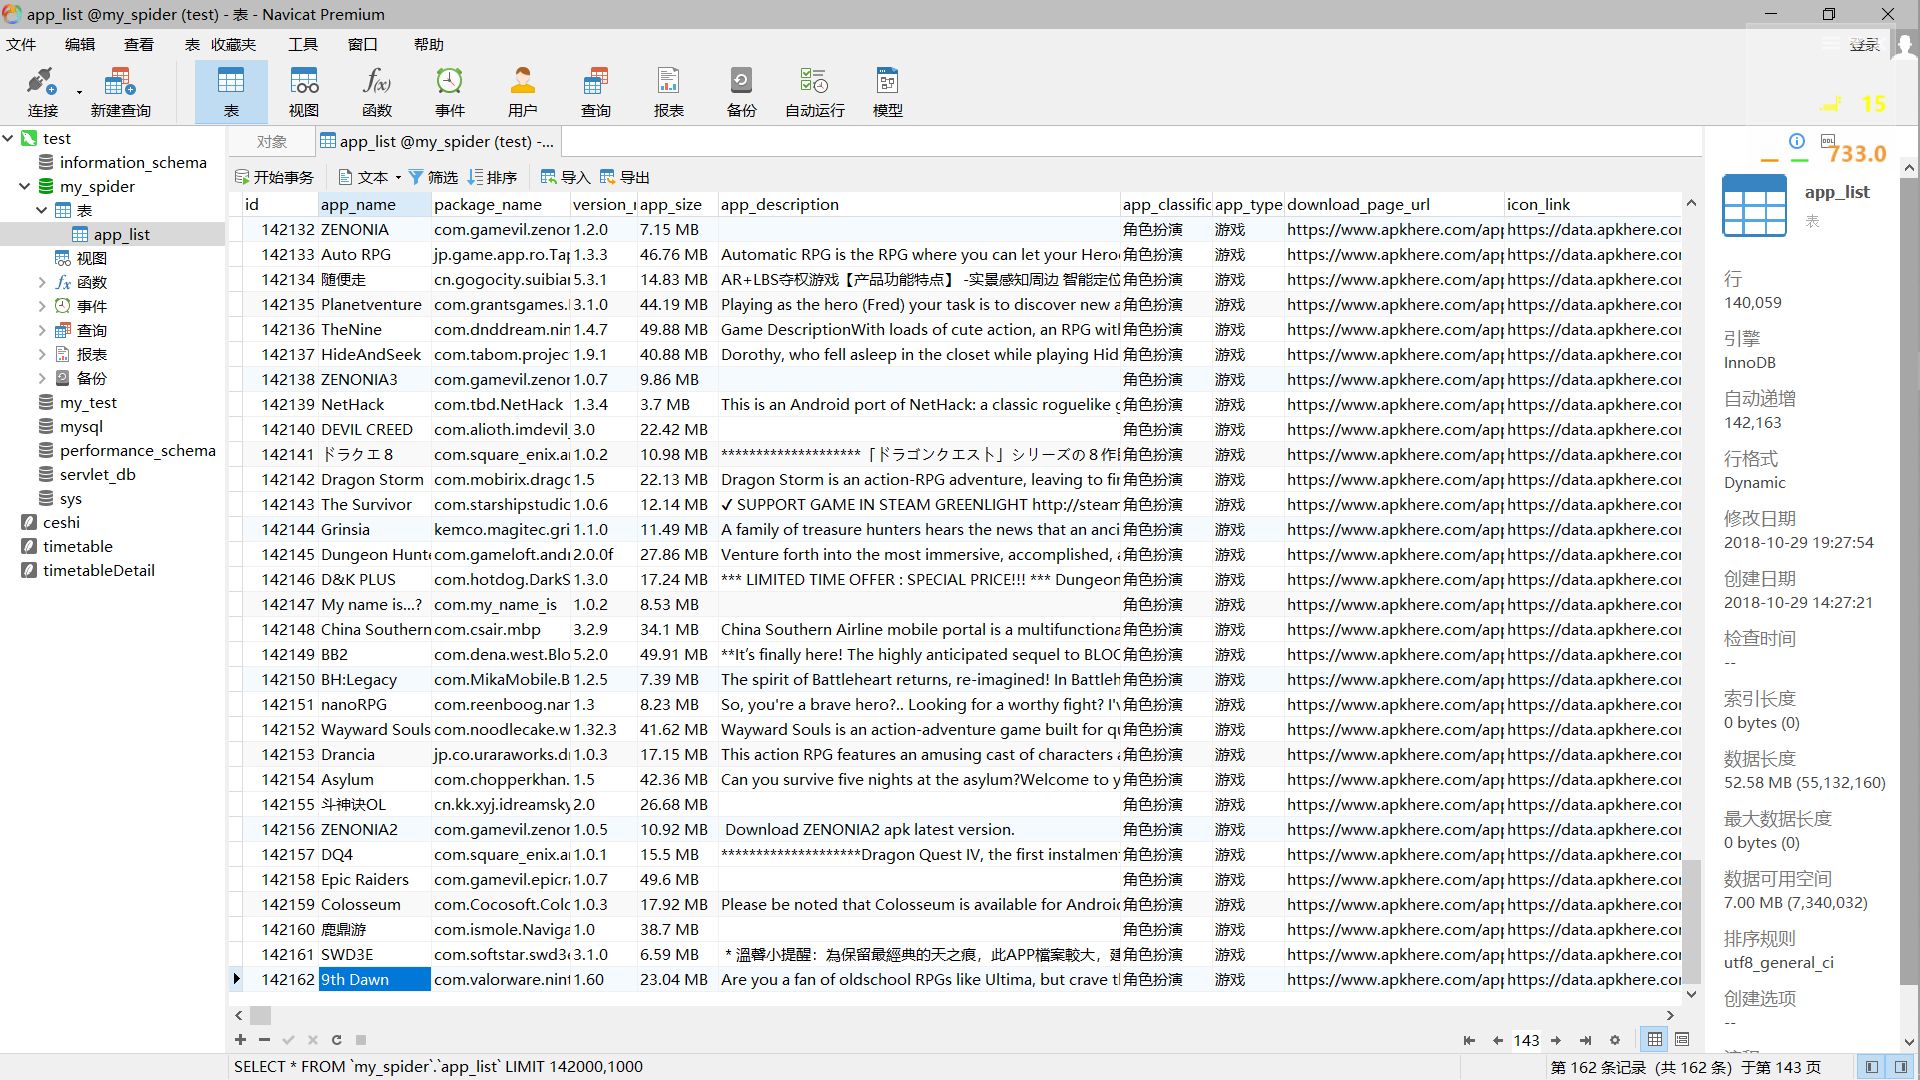 app_list @my_spider (test) - 表 - Navicat Premium
文件 编辑 查看 表 收藏夹 工具 窗口 帮助 登录
连接 新建查询 表 视图 函数 事件 用户 查询 报表 备份 自动运行 模型
15
733.0
对象 app_list @my_spider (test) -...
开始事务 文本 筛选 排序 导入 导出
test
information_schema
my_spider
表
app_list
视图
函数
事件
查询
报表
备份
my_test
mysql
performance_schema
servlet_db
sys
ceshi
timetable
timetableDetail
id app_name package_name version_ app_size app_description app_classific app_type download_page_url icon_link
142132 ZENONIA com.gamevil.zenor 1.2.0 7.15 MB 角色扮演 游戏 https://www.apkhere.com/app https://data.apkhere.co
142133 Auto RPG jp.game.app.ro.Tap 1.3.3 46.76 MB Automatic RPG is the RPG where you can let your Hero 角色扮演 游戏 https://www.apkhere.com/app https://data.apkhere.co
142134 随便走 cn.gogocity.suibian 5.3.1 14.83 MB AR+LBS夺权游戏【产品功能特点】 -实景感知周边 智能定位 角色扮演 游戏 https://www.apkhere.com/app https://data.apkhere.co
142135 Planetventure com.grantsgames. 3.1.0 44.19 MB Playing as the hero (Fred) your task is to discover new a 角色扮演 游戏 https://www.apkhere.com/app https://data.apkhere.co
142136 TheNine com.dnddream.nin 1.4.7 49.88 MB Game DescriptionWith loads of cute action, an RPG with 角色扮演 游戏 https://www.apkhere.com/app https://data.apkhere.co
142137 HideAndSeek com.tabom.projec 1.9.1 40.88 MB Dorothy, who fell asleep in the closet while playing Hid 角色扮演 游戏 https://www.apkhere.com/app https://data.apkhere.co
142138 ZENONIA3 com.gamevil.zenor 1.0.7 9.86 MB 角色扮演 游戏 https://www.apkhere.com/app https://data.apkhere.co
142139 NetHack com.tbd.NetHack 1.3.4 3.7 MB This is an Android port of NetHack: a classic roguelike g 角色扮演 游戏 https://www.apkhere.com/app https://data.apkhere.co
142140 DEVIL CREED com.alioth.imdevil_ 3.0 22.42 MB 角色扮演 游戏 https://www.apkhere.com/app https://data.apkhere.co
142141 ドラクエ８ com.square_enix.a 1.0.2 10.98 MB ********************「ドラゴンクエスト」シリーズの８作 角色扮演 游戏 https://www.apkhere.com/app https://data.apkhere.co
142142 Dragon Storm com.mobirix.drago 1.5 22.13 MB Dragon Storm is an action-RPG adventure, leaving to fi 角色扮演 游戏 https://www.apkhere.com/app https://data.apkhere.co
142143 The Survivor com.starshipstudic 1.0.6 12.14 MB ✓ SUPPORT GAME IN STEAM GREENLIGHT http://steam 角色扮演 游戏 https://www.apkhere.com/app https://data.apkhere.co
142144 Grinsia kemco.magitec.gri 1.1.0 11.49 MB A family of treasure hunters hears the news that an anci 角色扮演 游戏 https://www.apkhere.com/app https://data.apkhere.co
142145 Dungeon Hunte com.gameloft.andr 2.0.0f 27.86 MB Venture forth into the most immersive, accomplished, a 角色扮演 游戏 https://www.apkhere.com/app https://data.apkhere.co
142146 D&K PLUS com.hotdog.DarkS 1.3.0 17.24 MB *** LIMITED TIME OFFER : SPECIAL PRICE!!! *** Dungeon 角色扮演 游戏 https://www.apkhere.com/app https://data.apkhere.co
142147 My name is...? com.my_name_is 1.0.2 8.53 MB 角色扮演 游戏 https://www.apkhere.com/app https://data.apkhere.co
142148 China Southern com.csair.mbp 3.2.9 34.1 MB China Southern Airline mobile portal is a multifunctiona 角色扮演 游戏 https://www.apkhere.com/app https://data.apkhere.co
142149 BB2 com.dena.west.Blo 5.2.0 49.91 MB **It's finally here! The highly anticipated sequel to BLOC 角色扮演 游戏 https://www.apkhere.com/app https://data.apkhere.co
142150 BH:Legacy com.MikaMobile.B 1.2.5 7.39 MB The spirit of Battleheart returns, re-imagined! In Battleh 角色扮演 游戏 https://www.apkhere.com/app https://data.apkhere.co
142151 nanoRPG com.reenboog.nar 1.3 8.23 MB So, you're a brave hero?.. Looking for a worthy fight? I'v 角色扮演 游戏 https://www.apkhere.com/app https://data.apkhere.co
142152 Wayward Souls com.noodlecake.w 1.32.3 41.62 MB Wayward Souls is an action-adventure game built for qu 角色扮演 游戏 https://www.apkhere.com/app https://data.apkhere.co
142153 Drancia jp.co.uraraworks.d 1.0.3 17.15 MB This action RPG features an amusing cast of characters a 角色扮演 游戏 https://www.apkhere.com/app https://data.apkhere.co
142154 Asylum com.chopperkhan. 1.5 42.36 MB Can you survive five nights at the asylum?Welcome to y 角色扮演 游戏 https://www.apkhere.com/app https://data.apkhere.co
142155 斗神诀OL cn.kk.xyj.idreamsky 2.0 26.68 MB 角色扮演 游戏 https://www.apkhere.com/app https://data.apkhere.co
142156 ZENONIA2 com.gamevil.zenor 1.0.5 10.92 MB Download ZENONIA2 apk latest version. 角色扮演 游戏 https://www.apkhere.com/app https://data.apkhere.co
142157 DQ4 com.square_enix.a 1.0.1 15.5 MB ********************Dragon Quest IV, the first instalmen 角色扮演 游戏 https://www.apkhere.com/app https://data.apkhere.co
142158 Epic Raiders com.gamevil.epicra 1.0.7 49.6 MB 角色扮演 游戏 https://www.apkhere.com/app https://data.apkhere.co
142159 Colosseum com.Cocosoft.Colo 1.0.3 17.92 MB Please be noted that Colosseum is available for Androi 角色扮演 游戏 https://www.apkhere.com/app https://data.apkhere.co
142160 鹿鼎游 com.ismole.Naviga 1.0 38.7 MB 角色扮演 游戏 https://www.apkhere.com/app https://data.apkhere.co
142161 SWD3E com.softstar.swd3e 3.1.0 6.59 MB * 溫馨小提醒：為保留最經典的天之痕，此APP檔案較大，建 角色扮演 游戏 https://www.apkhere.com/app https://data.apkhere.co
142162 9th Dawn com.valorware.nint 1.60 23.04 MB Are you a fan of oldschool RPGs like Ultima, but crave t 角色扮演 游戏 https://www.apkhere.com/app https://data.apkhere.co
app_list
表
行
140,059
引擎
InnoDB
自动递增
142,163
行格式
Dynamic
修改日期
2018-10-29 19:27:54
创建日期
2018-10-29 14:27:21
检查时间
--
索引长度
0 bytes (0)
数据长度
52.58 MB (55,132,160)
最大数据长度
0 bytes (0)
数据可用空间
7.00 MB (7,340,032)
排序规则
utf8_general_ci
创建选项
--
143
SELECT * FROM `my_spider`.`app_list` LIMIT 142000,1000
第 162 条记录 (共 162 条) 于第 143 页